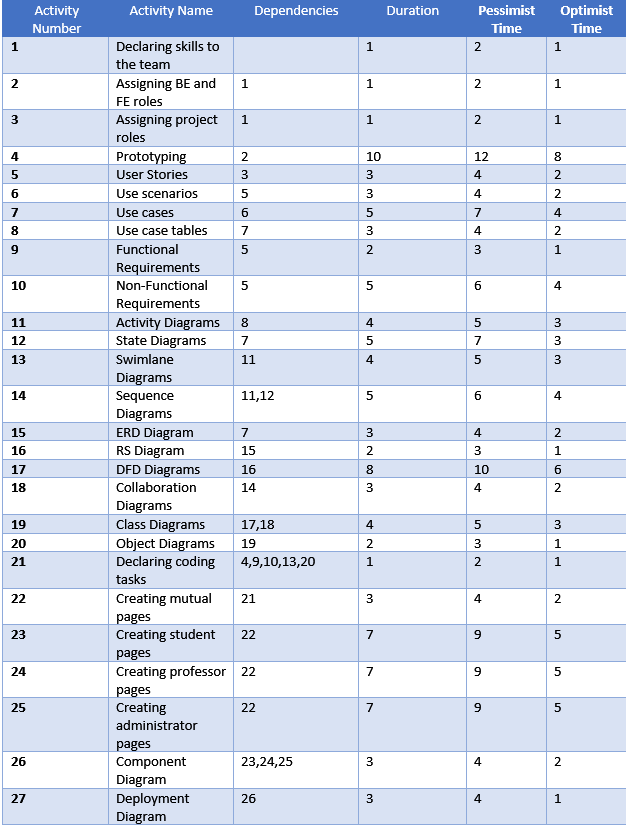 Activity Number Activity Name Dependencies Duration Pessimist Time Optimist Time
1 Declaring skills to the team 1 2 1
2 Assigning BE and FE roles 1 1 2 1
3 Assigning project roles 1 1 2 1
4 Prototyping 2 10 12 8
5 User Stories 3 3 4 2
6 Use scenarios 5 3 4 2
7 Use cases 6 5 7 4
8 Use case tables 7 3 4 2
9 Functional Requirements 5 2 3 1
10 Non-Functional Requirements 5 5 6 4
11 Activity Diagrams 8 4 5 3
12 State Diagrams 7 5 7 3
13 Swimlane Diagrams 11 4 5 3
14 Sequence Diagrams 11,12 5 6 4
15 ERD Diagram 7 3 4 2
16 RS Diagram 15 2 3 1
17 DFD Diagrams 16 8 10 6
18 Collaboration Diagrams 14 3 4 2
19 Class Diagrams 17,18 4 5 3
20 Object Diagrams 19 2 3 1
21 Declaring coding tasks 4,9,10,13,20 1 2 1
22 Creating mutual pages 21 3 4 2
23 Creating student pages 22 7 9 5
24 Creating professor pages 22 7 9 5
25 Creating administrator pages 22 7 9 5
26 Component Diagram 23,24,25 3 4 2
27 Deployment Diagram 26 3 4 1